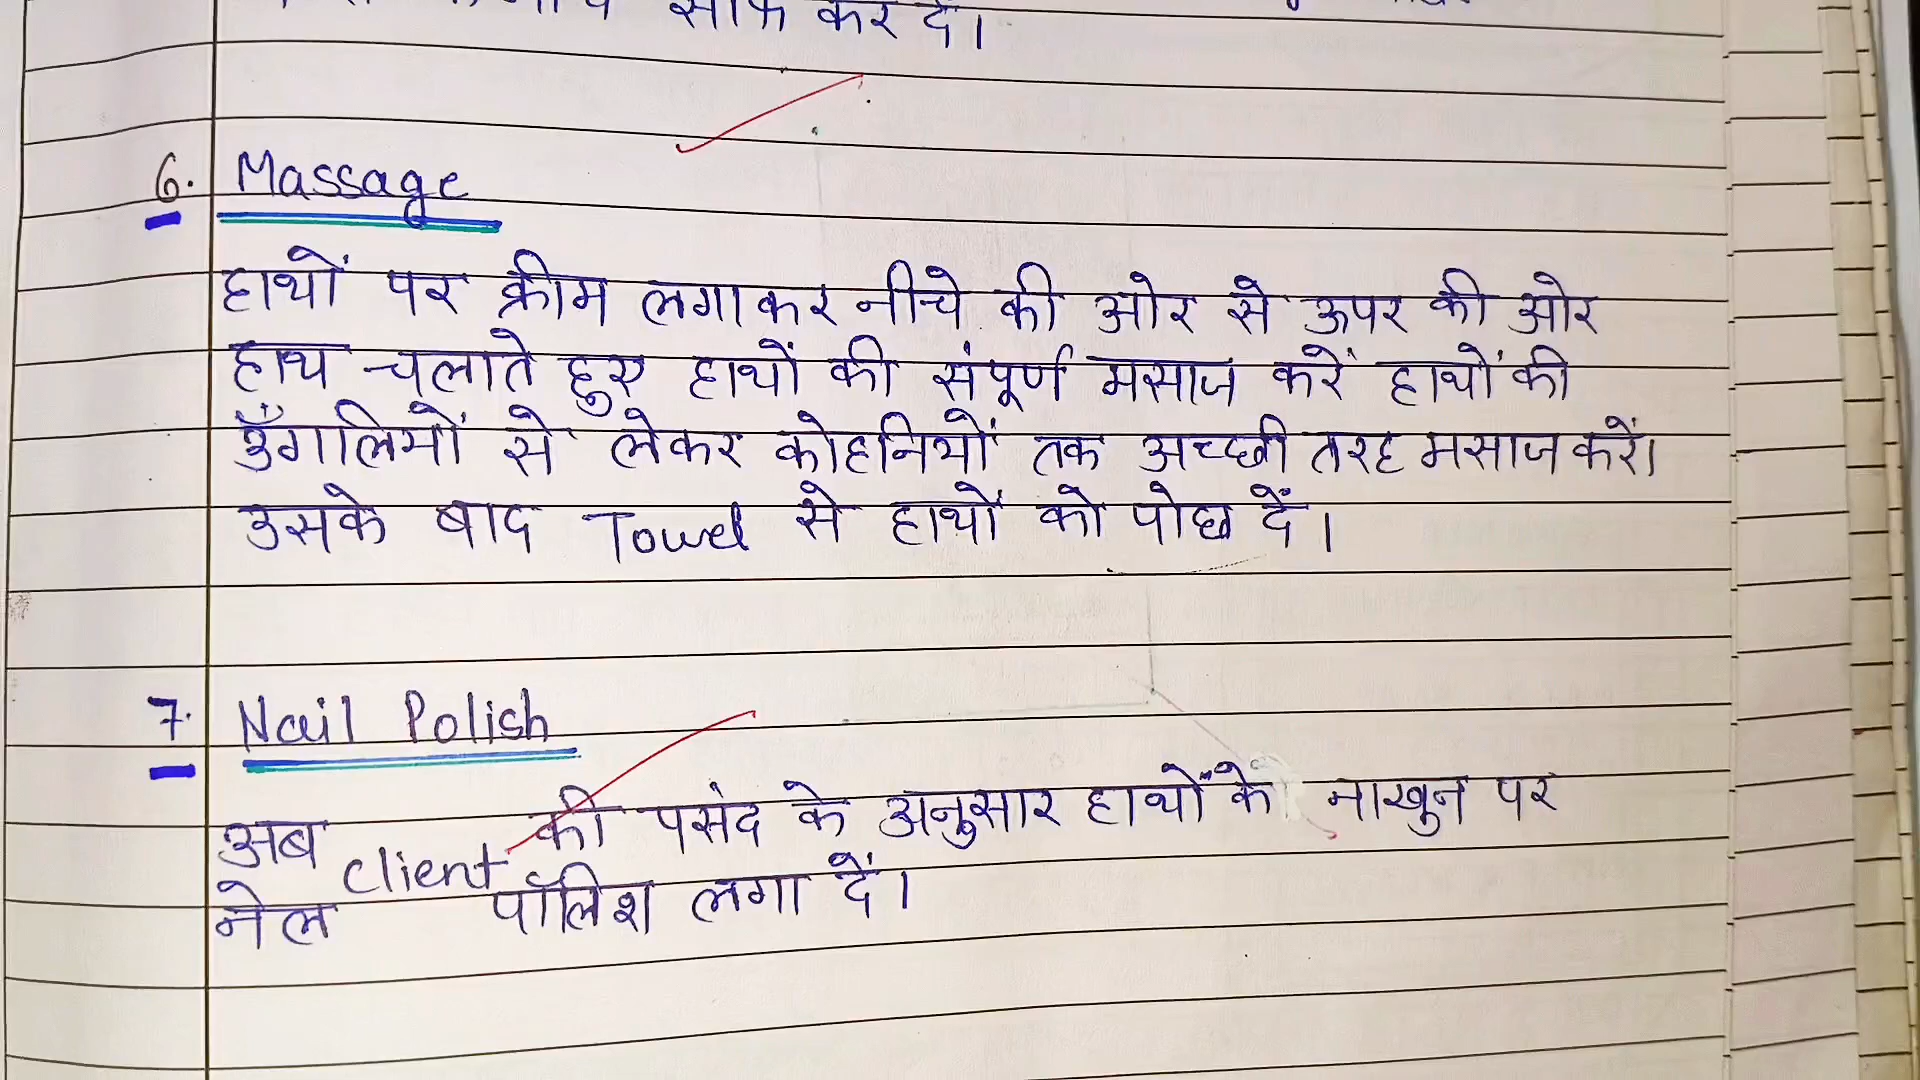 साफ कर दें।
6. Massage
हाथों पर क्रीम लगाकर नीचे की ओर से ऊपर की ओर
हाथ चलाते हुए हाथों की संपूर्ण मसाज करें हाथों की
उँगलियों से लेकर कोहनियों तक अच्छी तरह मसाज करें।
उसके बाद Towel से हाथों को पोछ दें।
7. Nail Polish
अब client की पसंद के अनुसार हाथों के नाखुन पर
नेल पॉलिश लगा दें।